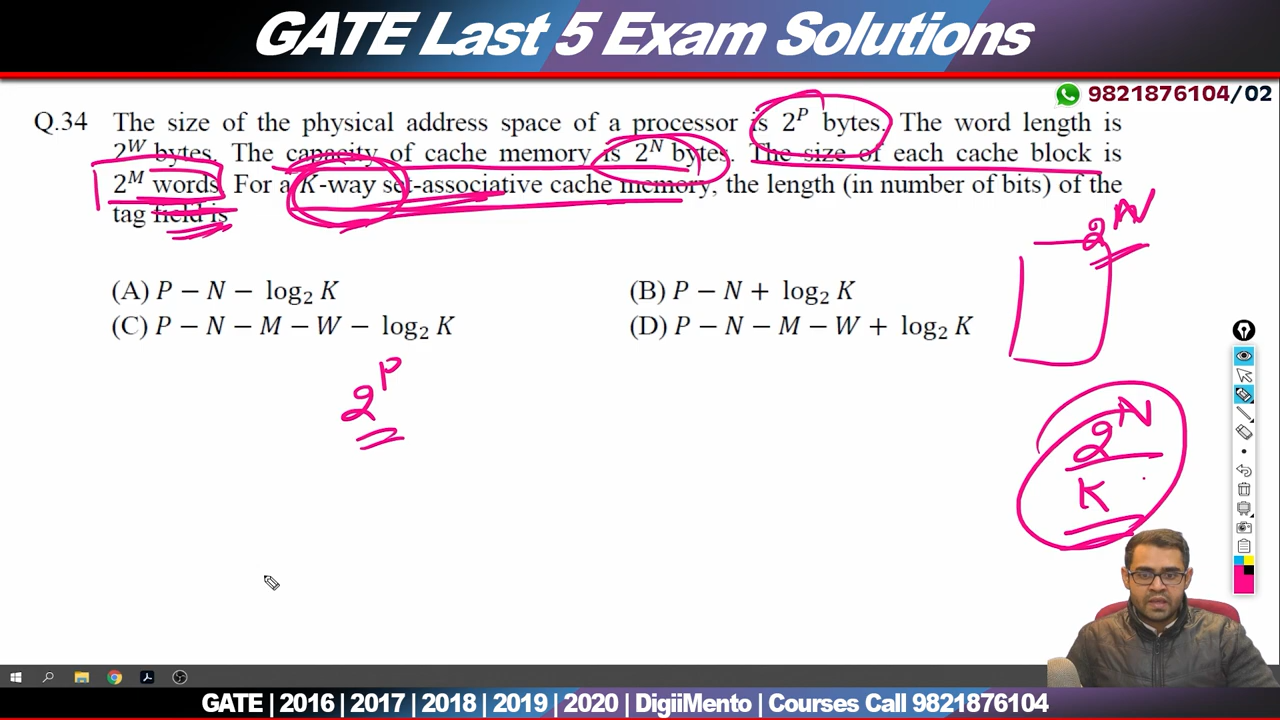 GATE Last 5 Exam Solutions
9821876104/02
Q.34 The size of the physical address space of a processor is 2^P bytes. The word length is
2^W bytes. The capacity of cache memory is 2^N bytes. The size of each cache block is
2^M words. For a K-way set-associative cache memory, the length (in number of bits) of the
tag field is
2^N
(A) P − N − log₂ K (B) P − N + log₂ K
(C) P − N − M − W − log₂ K (D) P − N − M − W + log₂ K
2^P
2^N
K
GATE | 2016 | 2017 | 2018 | 2019 | 2020 | DigiiMento | Courses Call 9821876104